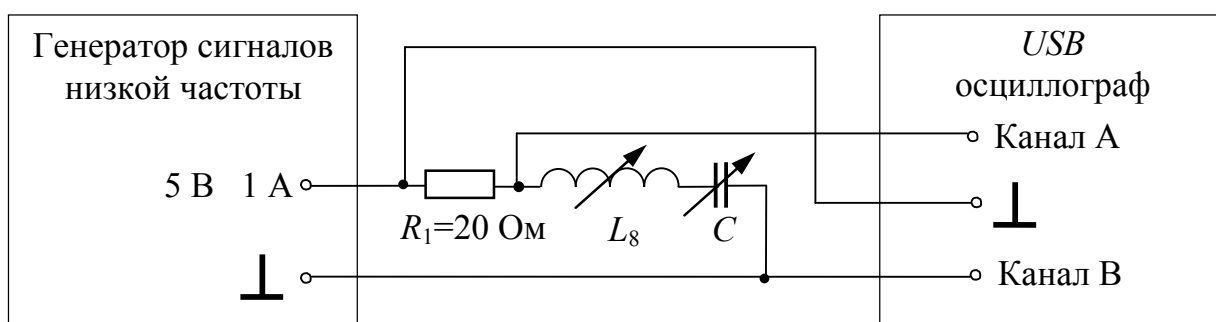 Генератор сигналов
низкой частоты
USB
осциллограф
Канал А
5 В 1 А
R₁=20 Ом
L₈
C
Канал В